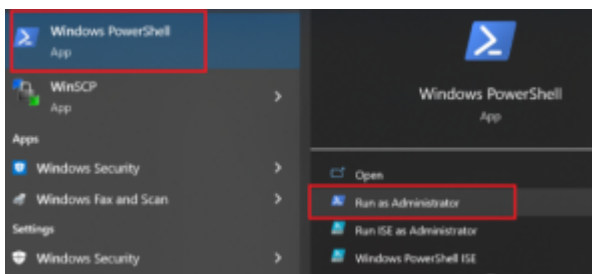 Windows PowerShell
App
WinSCP
App
Apps
Windows Security
Windows Fax and Scan
Settings
Windows Security
Windows PowerShell
App
Open
Run as Administrator
Run ISE as Administrator
Windows PowerShell ISE